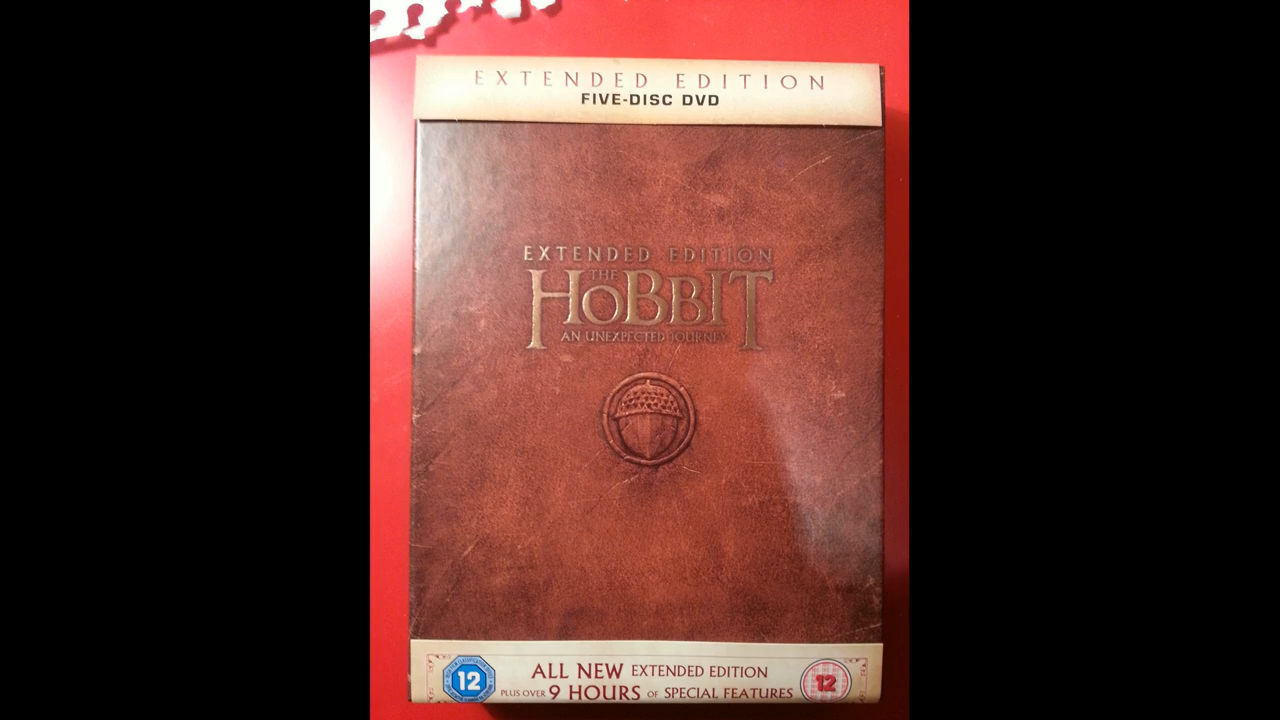 EXTENDED EDITION
FIVE-DISC DVD
EXTENDED EDITION
THE
HOBBIT
AN UNEXPECTED JOURNEY
12
ALL NEW EXTENDED EDITION
PLUS OVER 9 HOURS OF SPECIAL FEATURES
12